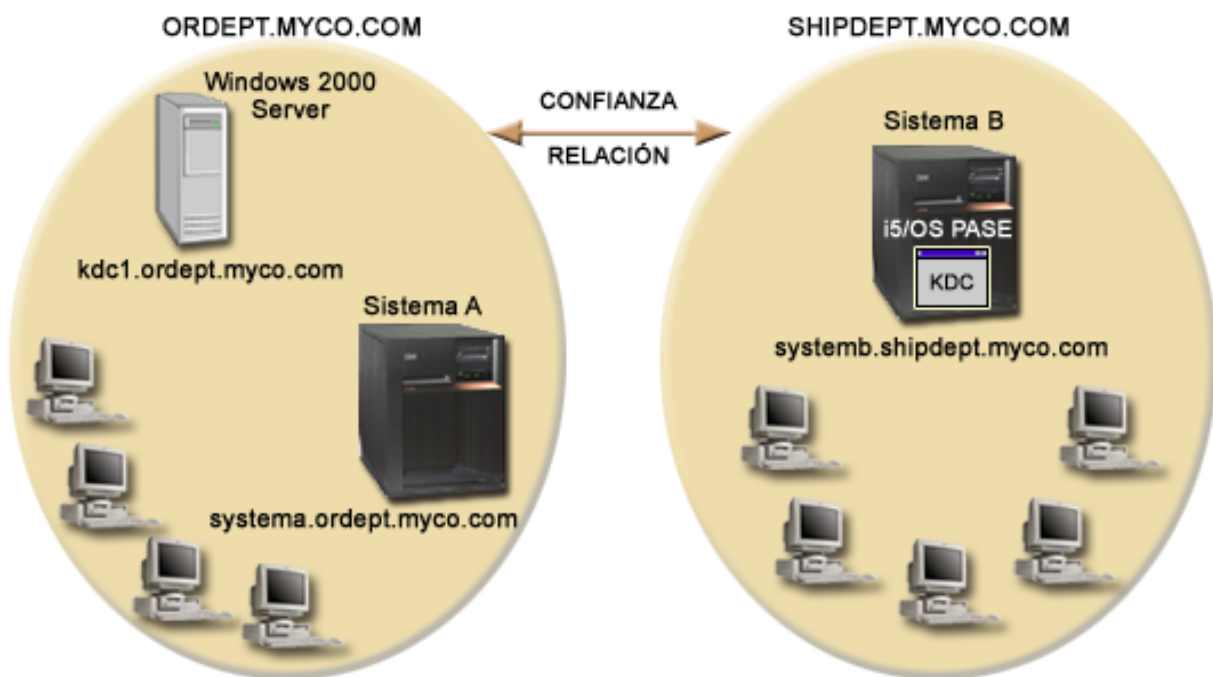 ORDEPT.MYCO.COM
Windows 2000
Server
kdc1.ordept.myco.com
Sistema A
systema.ordept.myco.com
CONFIANZA
RELACIÓN
SHIPDEPT.MYCO.COM
Sistema B
i5/OS PASE
KDC
systemb.shipdept.myco.com